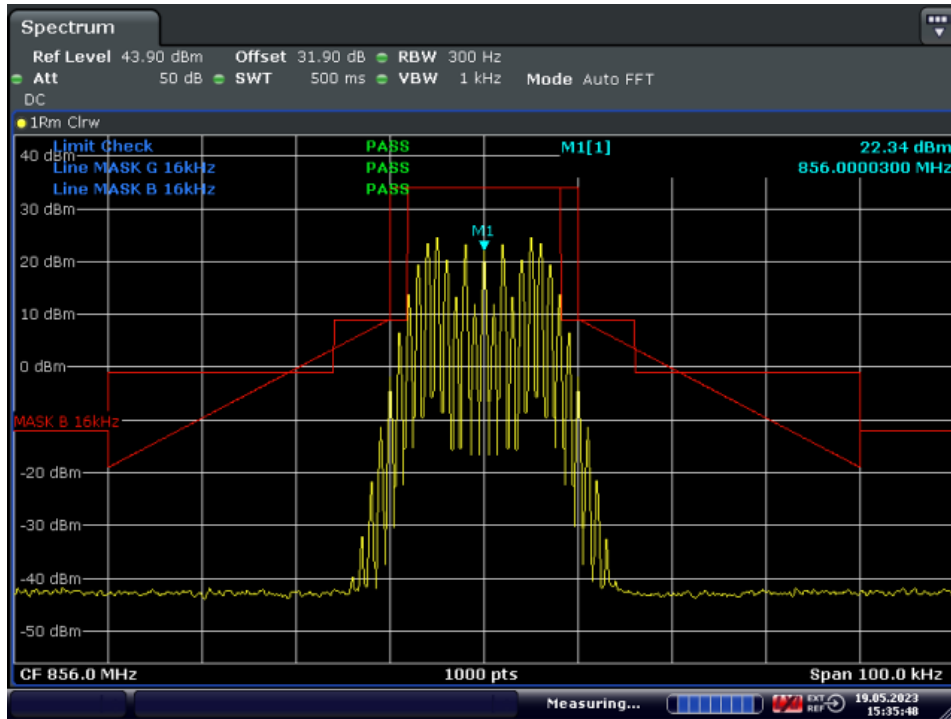 Spectrum
Ref Level 43.90 dBm Offset 31.90 dB RBW 300 Hz
Att 50 dB SWT 500 ms VBW 1 kHz Mode Auto FFT
DC
1Rm Clrw
Limit Check PASS M1[1] 22.34 dBm
40 dBm
Line MASK G 16kHz PASS 856.0000300 MHz
Line MASK B 16kHz PASS
30 dBm
M1
20 dBm
10 dBm
0 dBm
MASK B 16kHz
-20 dBm
-30 dBm
-40 dBm
-50 dBm
CF 856.0 MHz 1000 pts Span 100.0 kHz
Measuring... EXT REF 19.05.2023
15:35:48